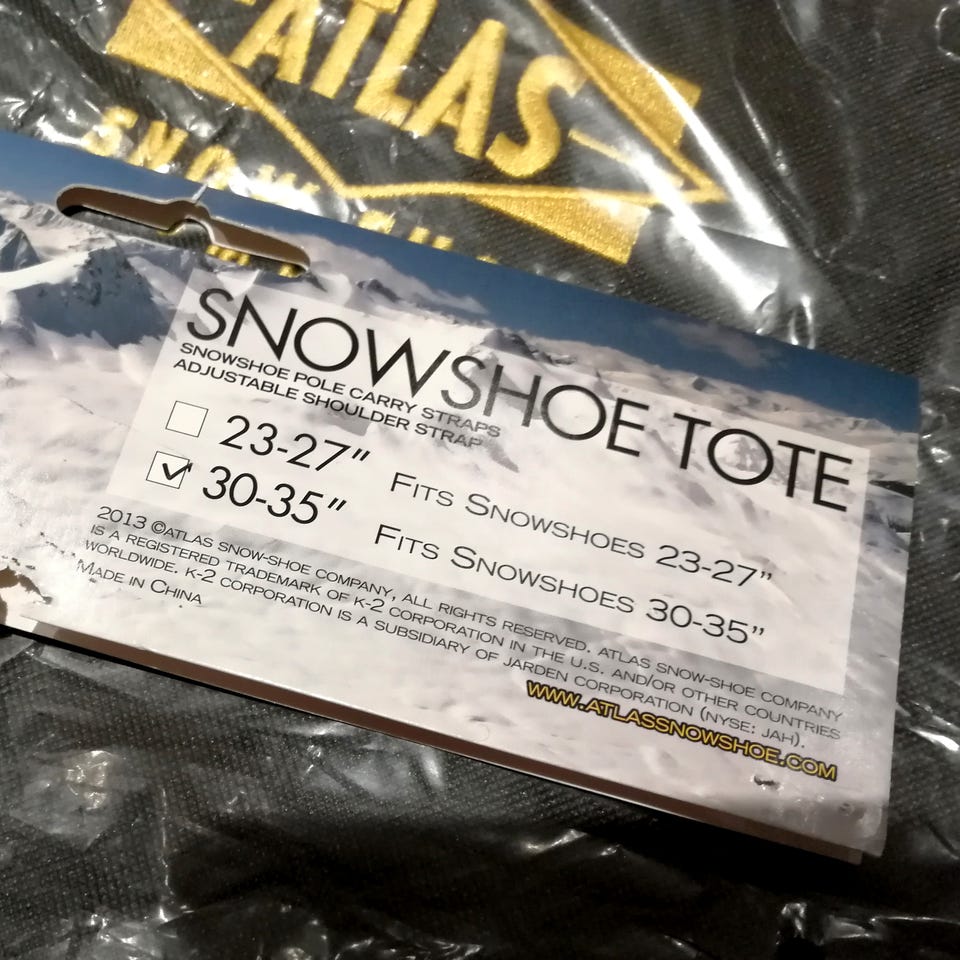 ATLAS
SNOW
SNOWSHOE TOTE
SNOWSHOE POLE CARRY STRAPS
ADJUSTABLE SHOULDER STRAP
23-27" FITS SNOWSHOES 23-27"
30-35" FITS SNOWSHOES 30-35"
2013 ©ATLAS SNOW-SHOE COMPANY, ALL RIGHTS RESERVED. ATLAS SNOW-SHOE COMPANY
IS A REGISTERED TRADEMARK OF K-2 CORPORATION IN THE U.S. AND/OR OTHER COUNTRIES
WORLDWIDE. K-2 CORPORATION IS A SUBSIDIARY OF JARDEN CORPORATION (NYSE: JAH).
MADE IN CHINA
WWW.ATLASSNOWSHOE.COM